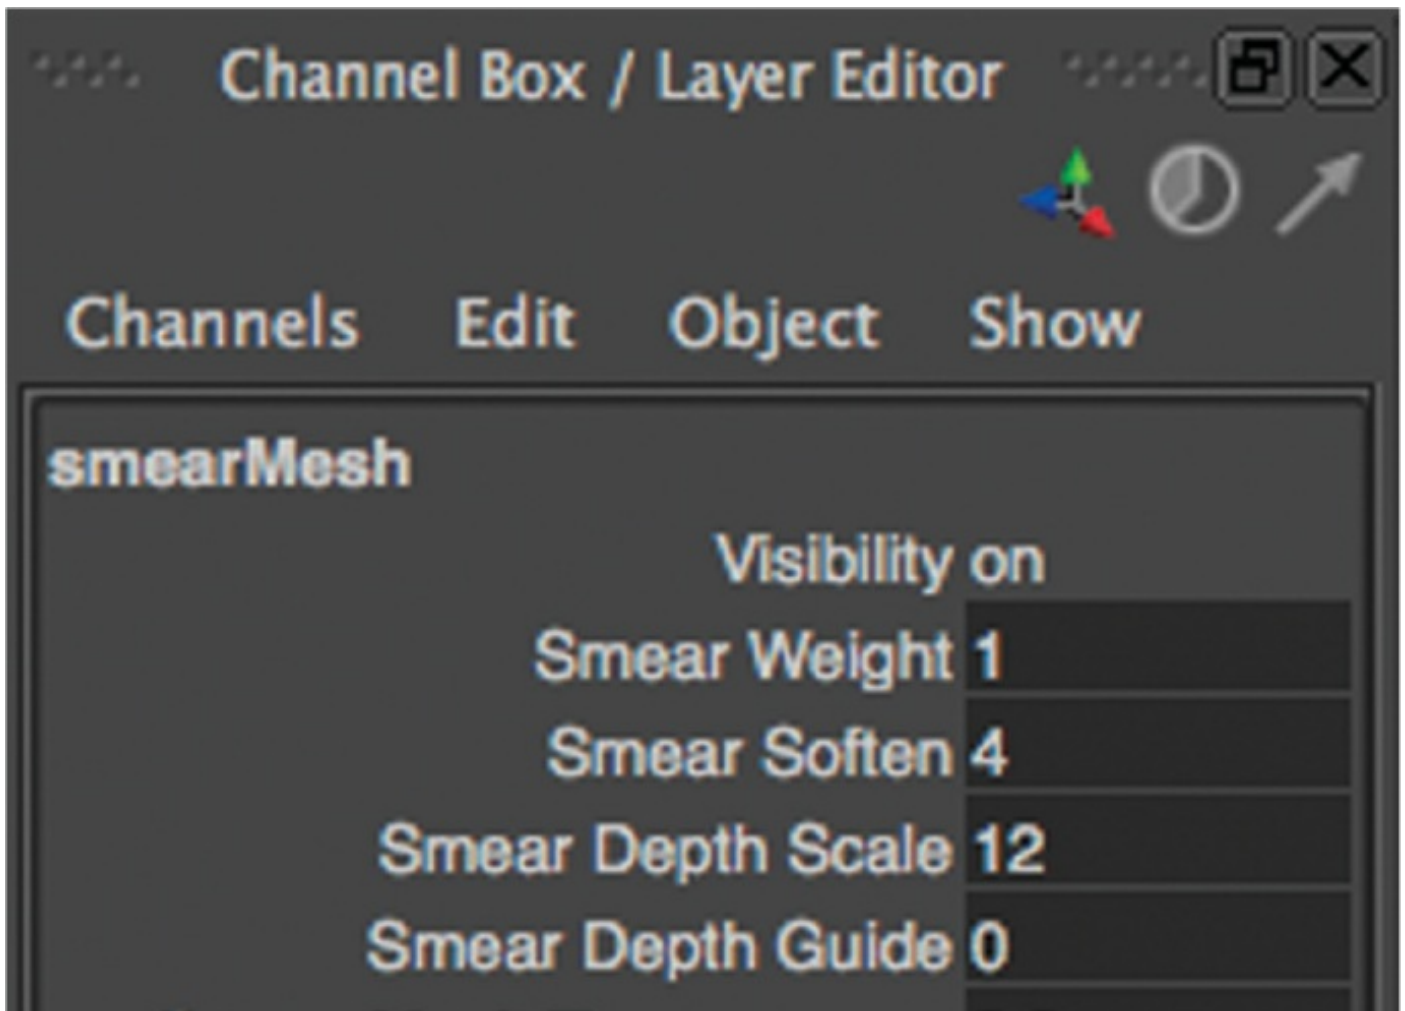 Channel Box / Layer Editor
Channels Edit Object Show
smearMesh
Visibility on
Smear Weight 1
Smear Soften 4
Smear Depth Scale 12
Smear Depth Guide 0